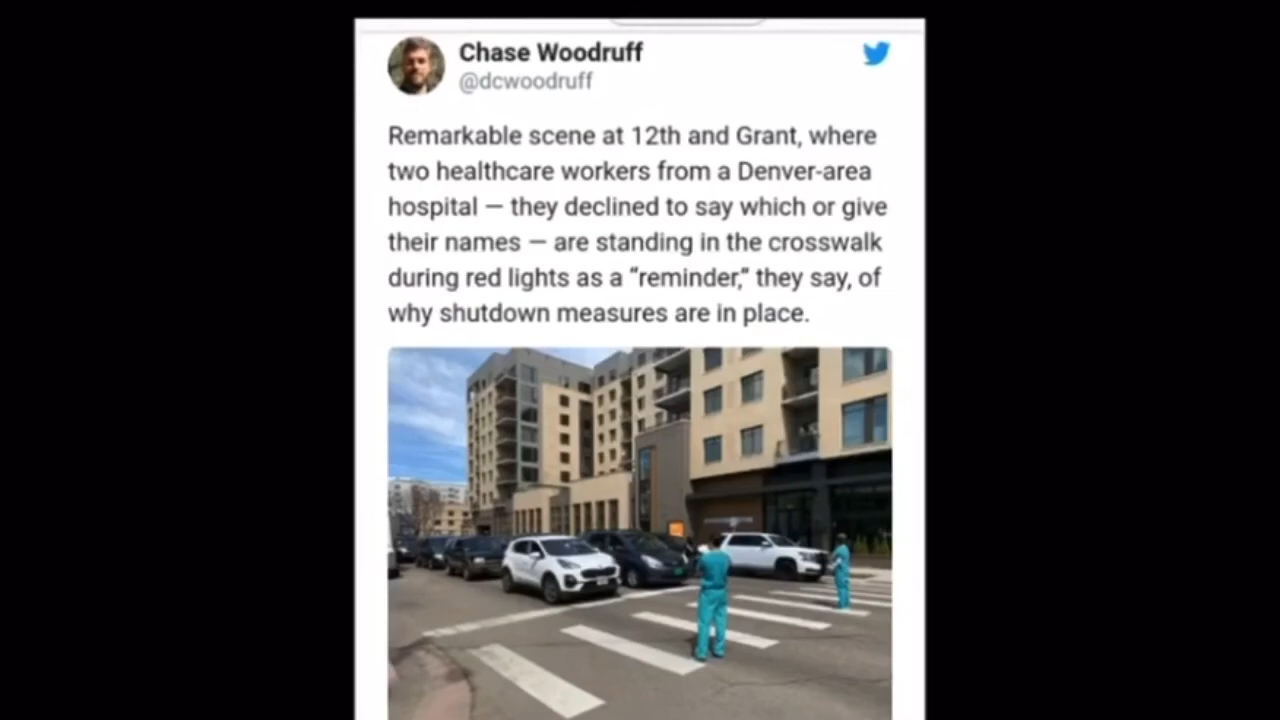 Chase Woodruff
@dcwoodruff
Remarkable scene at 12th and Grant, where
two healthcare workers from a Denver-area
hospital — they declined to say which or give
their names — are standing in the crosswalk
during red lights as a “reminder,” they say, of
why shutdown measures are in place.